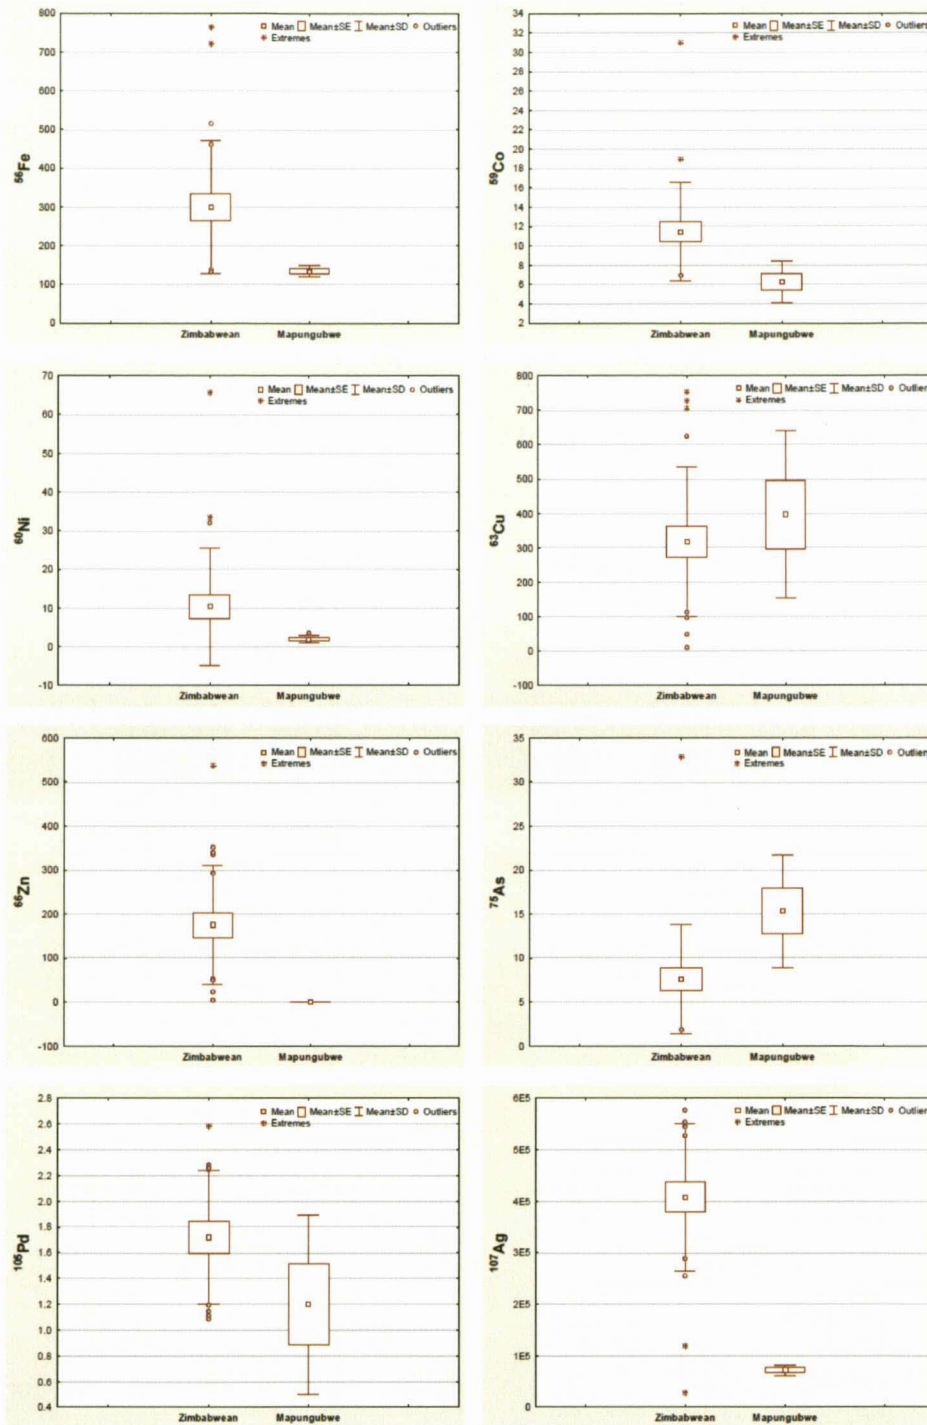 □ Mean □ Mean±SE ⌶ Mean±SD ○ Outliers
✳ Extremes
800
700
600
500
400
300
200
100
0
56Fe
Zimbabwean Mapungubwe
□ Mean □ Mean±SE ⌶ Mean±SD ○ Outliers
✳ Extremes
34
32
30
28
26
24
22
20
18
16
14
12
10
8
6
4
2
59Co
Zimbabwean Mapungubwe
□ Mean □ Mean±SE ⌶ Mean±SD ○ Outliers
✳ Extremes
70
60
50
40
30
20
10
0
-10
60Ni
Zimbabwean Mapungubwe
□ Mean □ Mean±SE ⌶ Mean±SD ○ Outliers
✳ Extremes
800
700
600
500
400
300
200
100
0
-100
63Cu
Zimbabwean Mapungubwe
□ Mean □ Mean±SE ⌶ Mean±SD ○ Outliers
✳ Extremes
600
500
400
300
200
100
0
-100
66Zn
Zimbabwean Mapungubwe
□ Mean □ Mean±SE ⌶ Mean±SD ○ Outliers
✳ Extremes
35
30
25
20
15
10
5
0
75As
Zimbabwean Mapungubwe
□ Mean □ Mean±SE ⌶ Mean±SD ○ Outliers
✳ Extremes
2.8
2.6
2.4
2.2
2.0
1.8
1.6
1.4
1.2
1.0
0.8
0.6
0.4
105Pd
Zimbabwean Mapungubwe
□ Mean □ Mean±SE ⌶ Mean±SD ○ Outlier
✳ Extremes
6E5
5E5
4E5
3E5
2E5
1E5
0
107Ag
Zimbabwean Mapungubwe